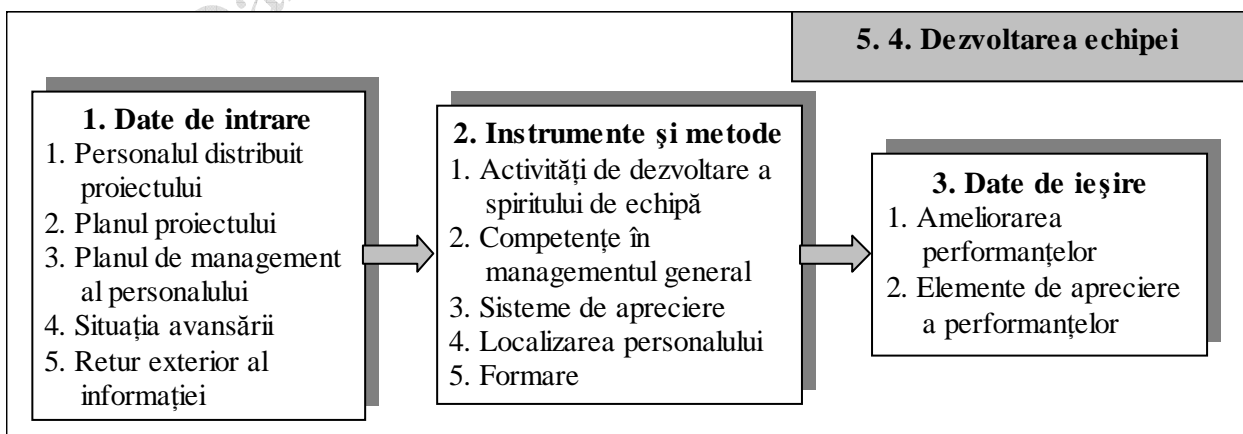 5. 4. Dezvoltarea echipei
1. Date de intrare
1. Personalul distribuit
proiectului
2. Planul proiectului
3. Planul de management
al personalului
4. Situația avansării
5. Retur exterior al
informației
2. Instrumente şi metode
1. Activități de dezvoltare a
spiritului de echipă
2. Competențe în
managementul general
3. Sisteme de apreciere
4. Localizarea personalului
5. Formare
3. Date de ieşire
1. Ameliorarea
performanțelor
2. Elemente de apreciere
a performanțelor